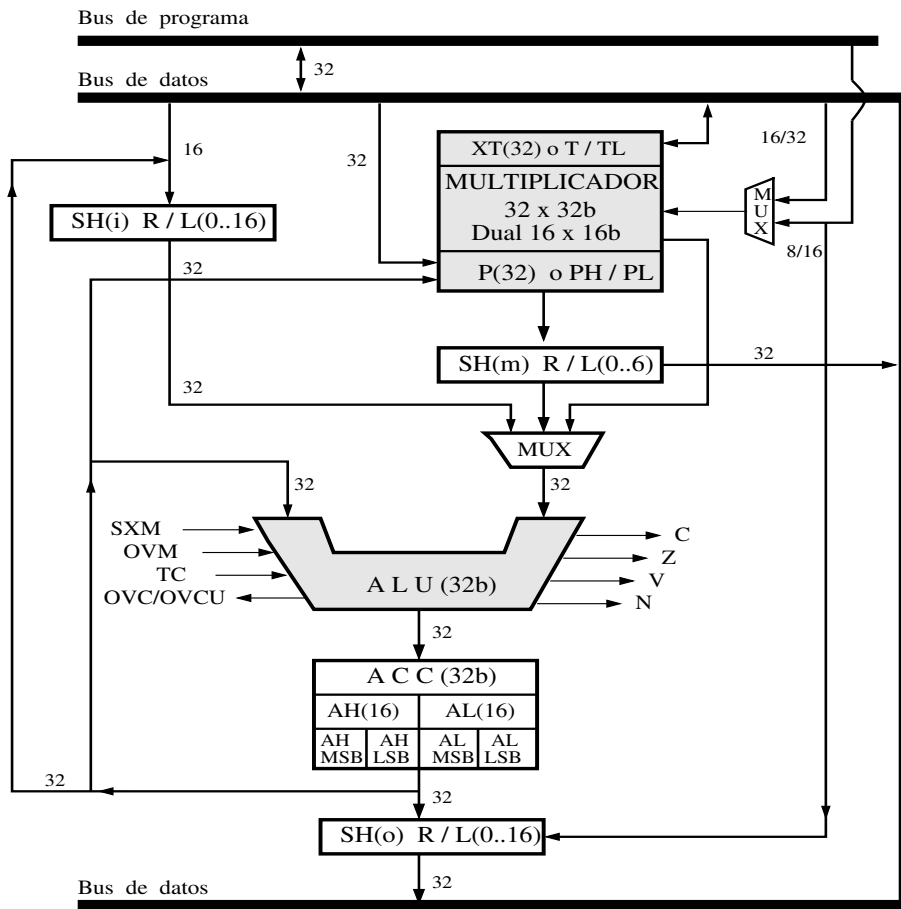 Bus de programa
32
Bus de datos
16
32
16/32
XT(32) o T / TL
MULTIPLICADOR
32 x 32b
Dual 16 x 16b
MUX
SH(i) R / L(0..16)
8/16
32
P(32) o PH / PL
SH(m) R / L(0..6)
32
32
MUX
32
32
SXM
OVM
TC
OVC/OVCU
A L U (32b)
C
Z
V
N
32
A C C (32b)
AH(16)
AL(16)
AH
MSB
AH
LSB
AL
MSB
AL
LSB
32
32
SH(o) R / L(0..16)
32
Bus de datos